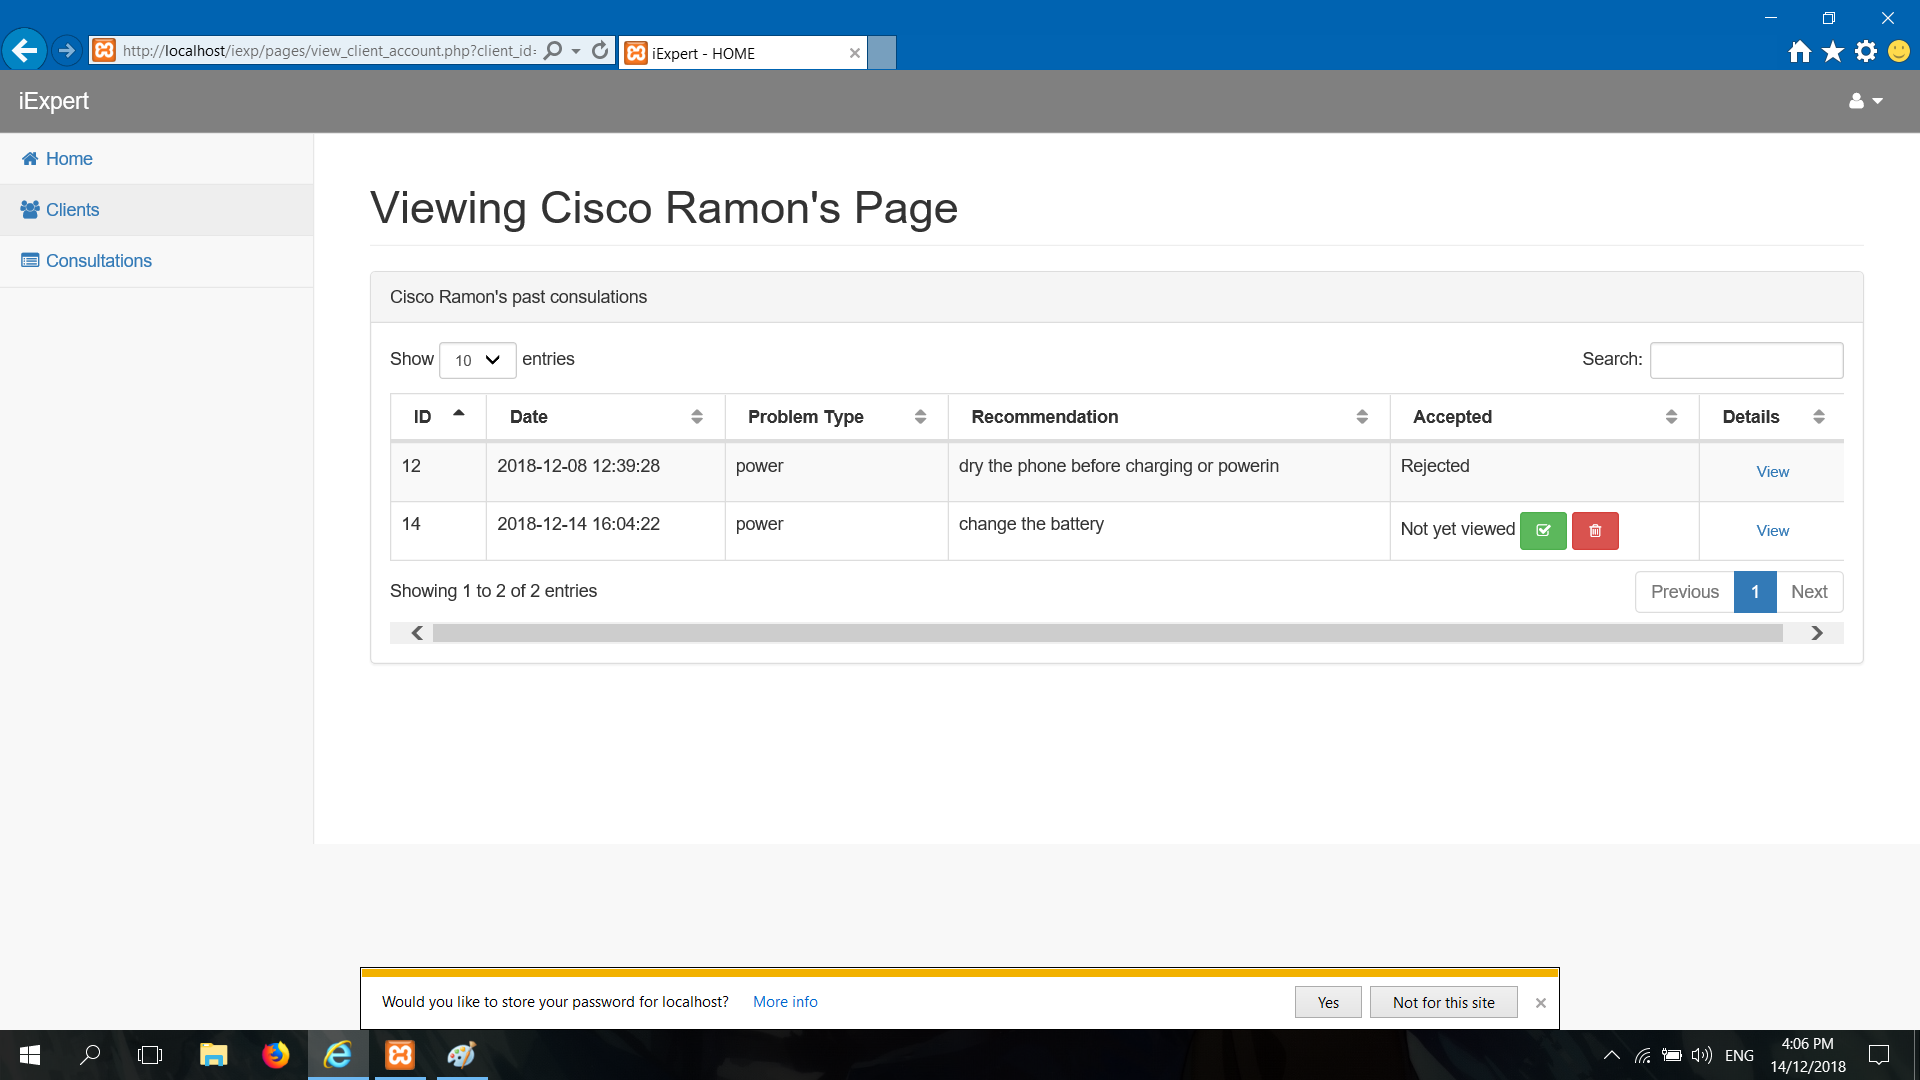 http://localhost/iexp/pages/view_client_account.php?client_id=
iExpert - HOME
iExpert
Home
Clients
Consultations
Viewing Cisco Ramon's Page
Cisco Ramon's past consulations
Show 10 entries
Search:
ID Date Problem Type Recommendation Accepted Details
12 2018-12-08 12:39:28 power dry the phone before charging or powerin Rejected View
14 2018-12-14 16:04:22 power change the battery Not yet viewed View
Showing 1 to 2 of 2 entries
Previous 1 Next
Would you like to store your password for localhost? More info Yes Not for this site
ENG
4:06 PM
14/12/2018